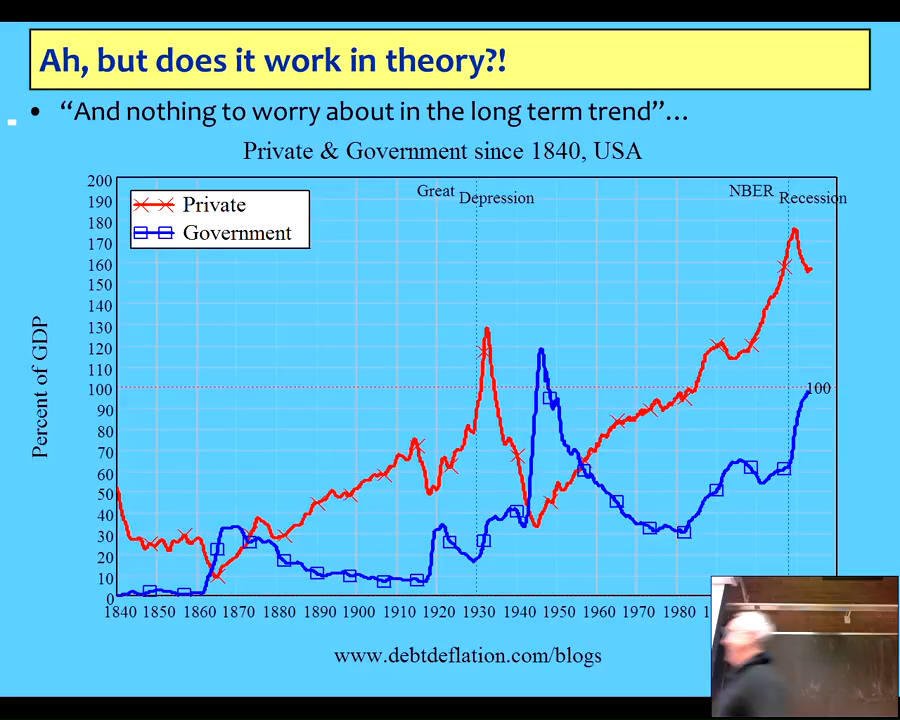 Ah, but does it work in theory?!
• “And nothing to worry about in the long term trend”…
Private & Government since 1840, USA
Great Depression
NBER Recession
Private
Government
200
190
180
170
160
150
140
130
120
110
100
90
80
70
60
50
40
30
20
10
0
100
Percent of GDP
1840 1850 1860 1870 1880 1890 1900 1910 1920 1930 1940 1950 1960 1970 1980
www.debtdeflation.com/blogs